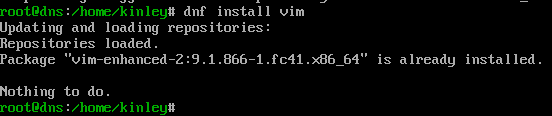 root@dns:/home/kinley# dnf install vim
Updating and loading repositories:
Repositories loaded.
Package "vim-enhanced-2:9.1.866-1.fc41.x86_64" is already installed.
Nothing to do.
root@dns:/home/kinley#